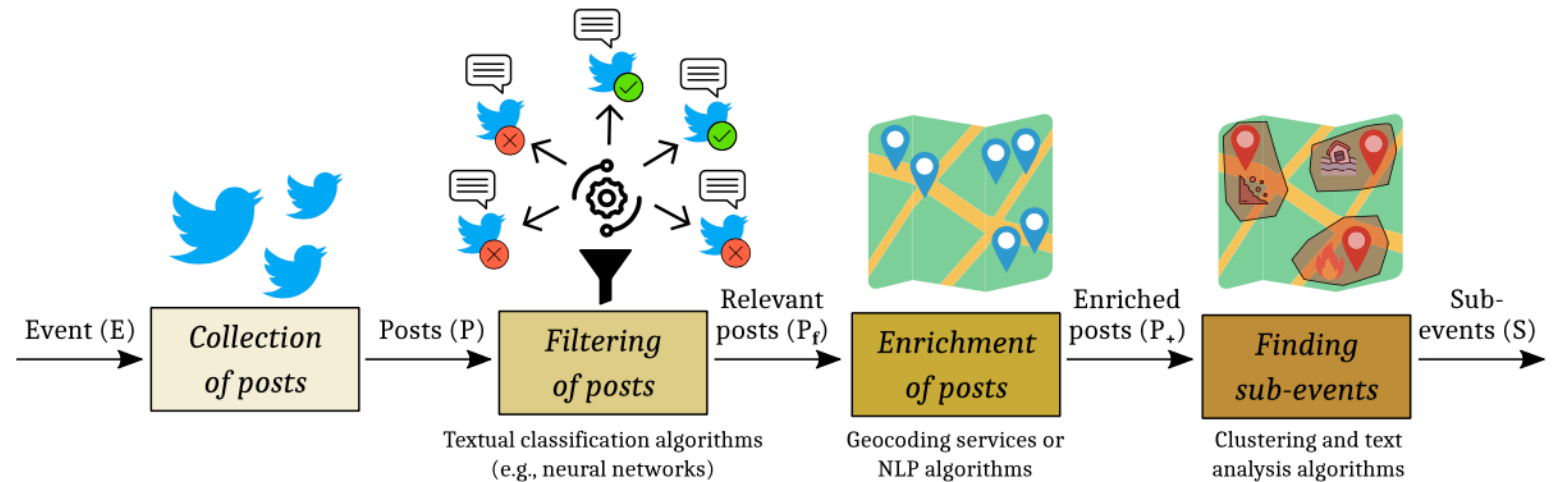 Event (E)
Collection
of posts
Posts (P)
Filtering
of posts
Textual classification algorithms
(e.g., neural networks)
Relevant
posts (Pf)
Enrichment
of posts
Geocoding services or
NLP algorithms
Enriched
posts (P+)
Finding
sub-events
Clustering and text
analysis algorithms
Sub-
events (S)